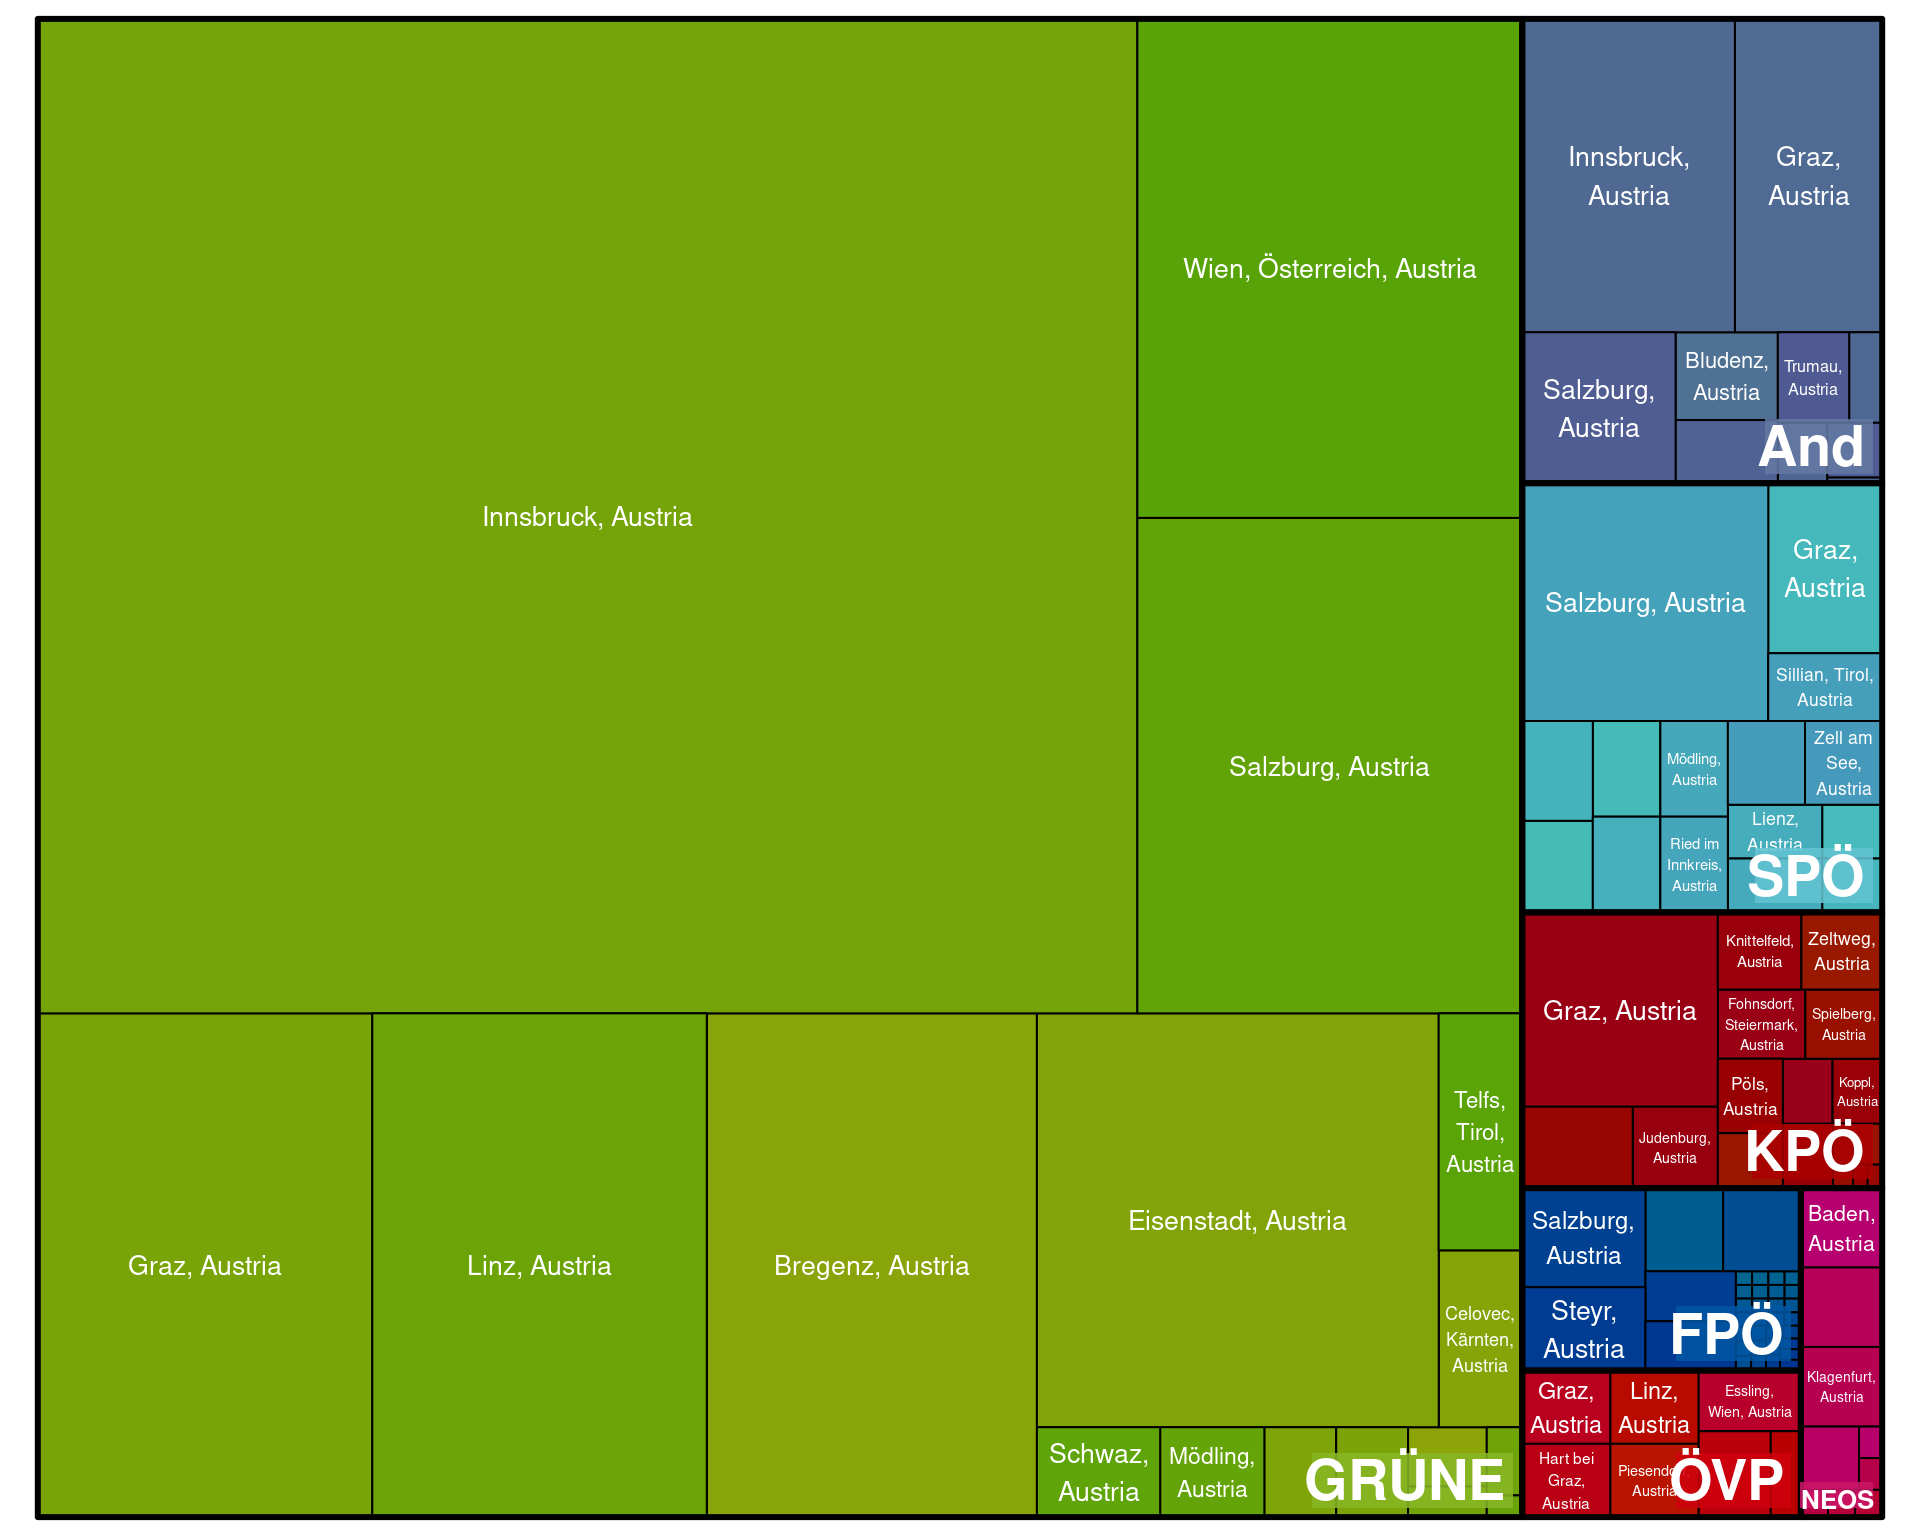 Innsbruck, Austria
Wien, Österreich, Austria
Salzburg, Austria
Graz, Austria
Linz, Austria
Bregenz, Austria
Eisenstadt, Austria
Telfs,
Tirol,
Austria
Celovec,
Kärnten,
Austria
Schwaz,
Austria
Mödling,
Austria
GRÜNE
Innsbruck,
Austria
Graz,
Austria
Salzburg,
Austria
Bludenz,
Austria
Trumau,
Austria
And
Salzburg, Austria
Graz,
Austria
Sillian, Tirol,
Austria
Mödling,
Austria
Zell am
See,
Austria
Ried im
Innkreis,
Austria
Lienz,
Austria
SPÖ
Graz, Austria
Knittelfeld,
Austria
Zeltweg,
Austria
Fohnsdorf,
Steiermark,
Austria
Spielberg,
Austria
Pöls,
Austria
Koppl,
Austria
Judenburg,
Austria
KPÖ
Salzburg,
Austria
Steyr,
Austria
FPÖ
Baden,
Austria
Klagenfurt,
Austria
NEOS
Graz,
Austria
Linz,
Austria
Essling,
Wien, Austria
Hart bei
Graz,
Austria
Piesendorf,
Austria
ÖVP